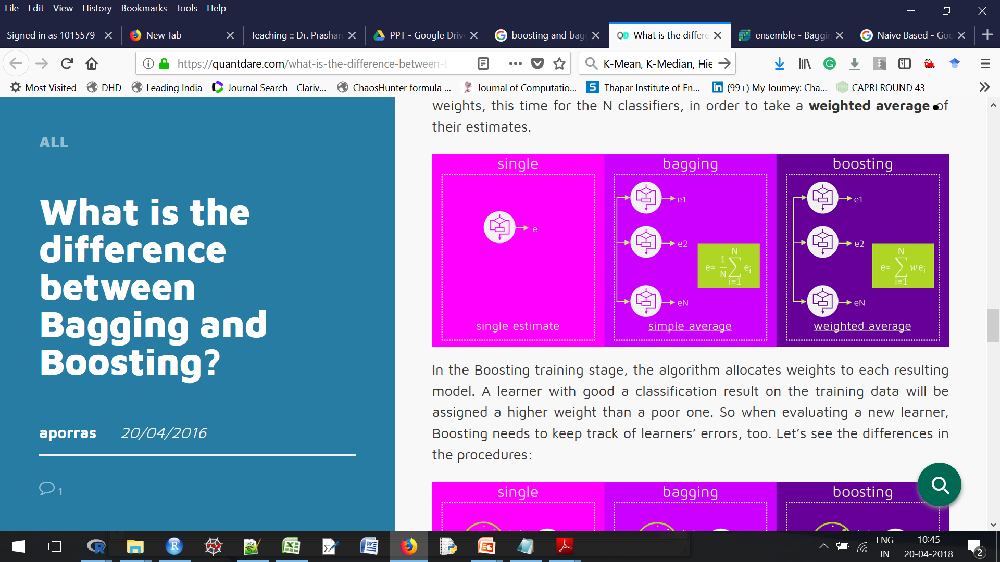 File Edit View History Bookmarks Tools Help
Signed in as 1015579
New Tab
Teaching :: Dr. Prashan
PPT - Google Driv
boosting and bag
QD What is the differe
ensemble - Baggi
Naive Based - Goo
https://quantdare.com/what-is-the-difference-between-b
K-Mean, K-Median, Hie
Most Visited
DHD
Leading India
Journal Search - Clariv...
ChaosHunter formula ...
Journal of Computatio...
S Thapar Institute of En...
in (99+) My Journey: Cha...
CAPRI ROUND 43
ALL
What is the
difference
between
Bagging and
Boosting?
aporras 20/04/2016
1
weights, this time for the N classifiers, in order to take a weighted average of
their estimates.
single
e
single estimate
bagging
e1
e2
eN
e= 1/N N∑i=1 ei
simple average
boosting
e1
e2
eN
e= N∑i=1 wei
weighted average
In the Boosting training stage, the algorithm allocates weights to each resulting
model. A learner with good a classification result on the training data will be
assigned a higher weight than a poor one. So when evaluating a new learner,
Boosting needs to keep track of learners’ errors, too. Let’s see the differences in
the procedures:
single bagging boosting
ENG
IN
10:45
20-04-2018
2